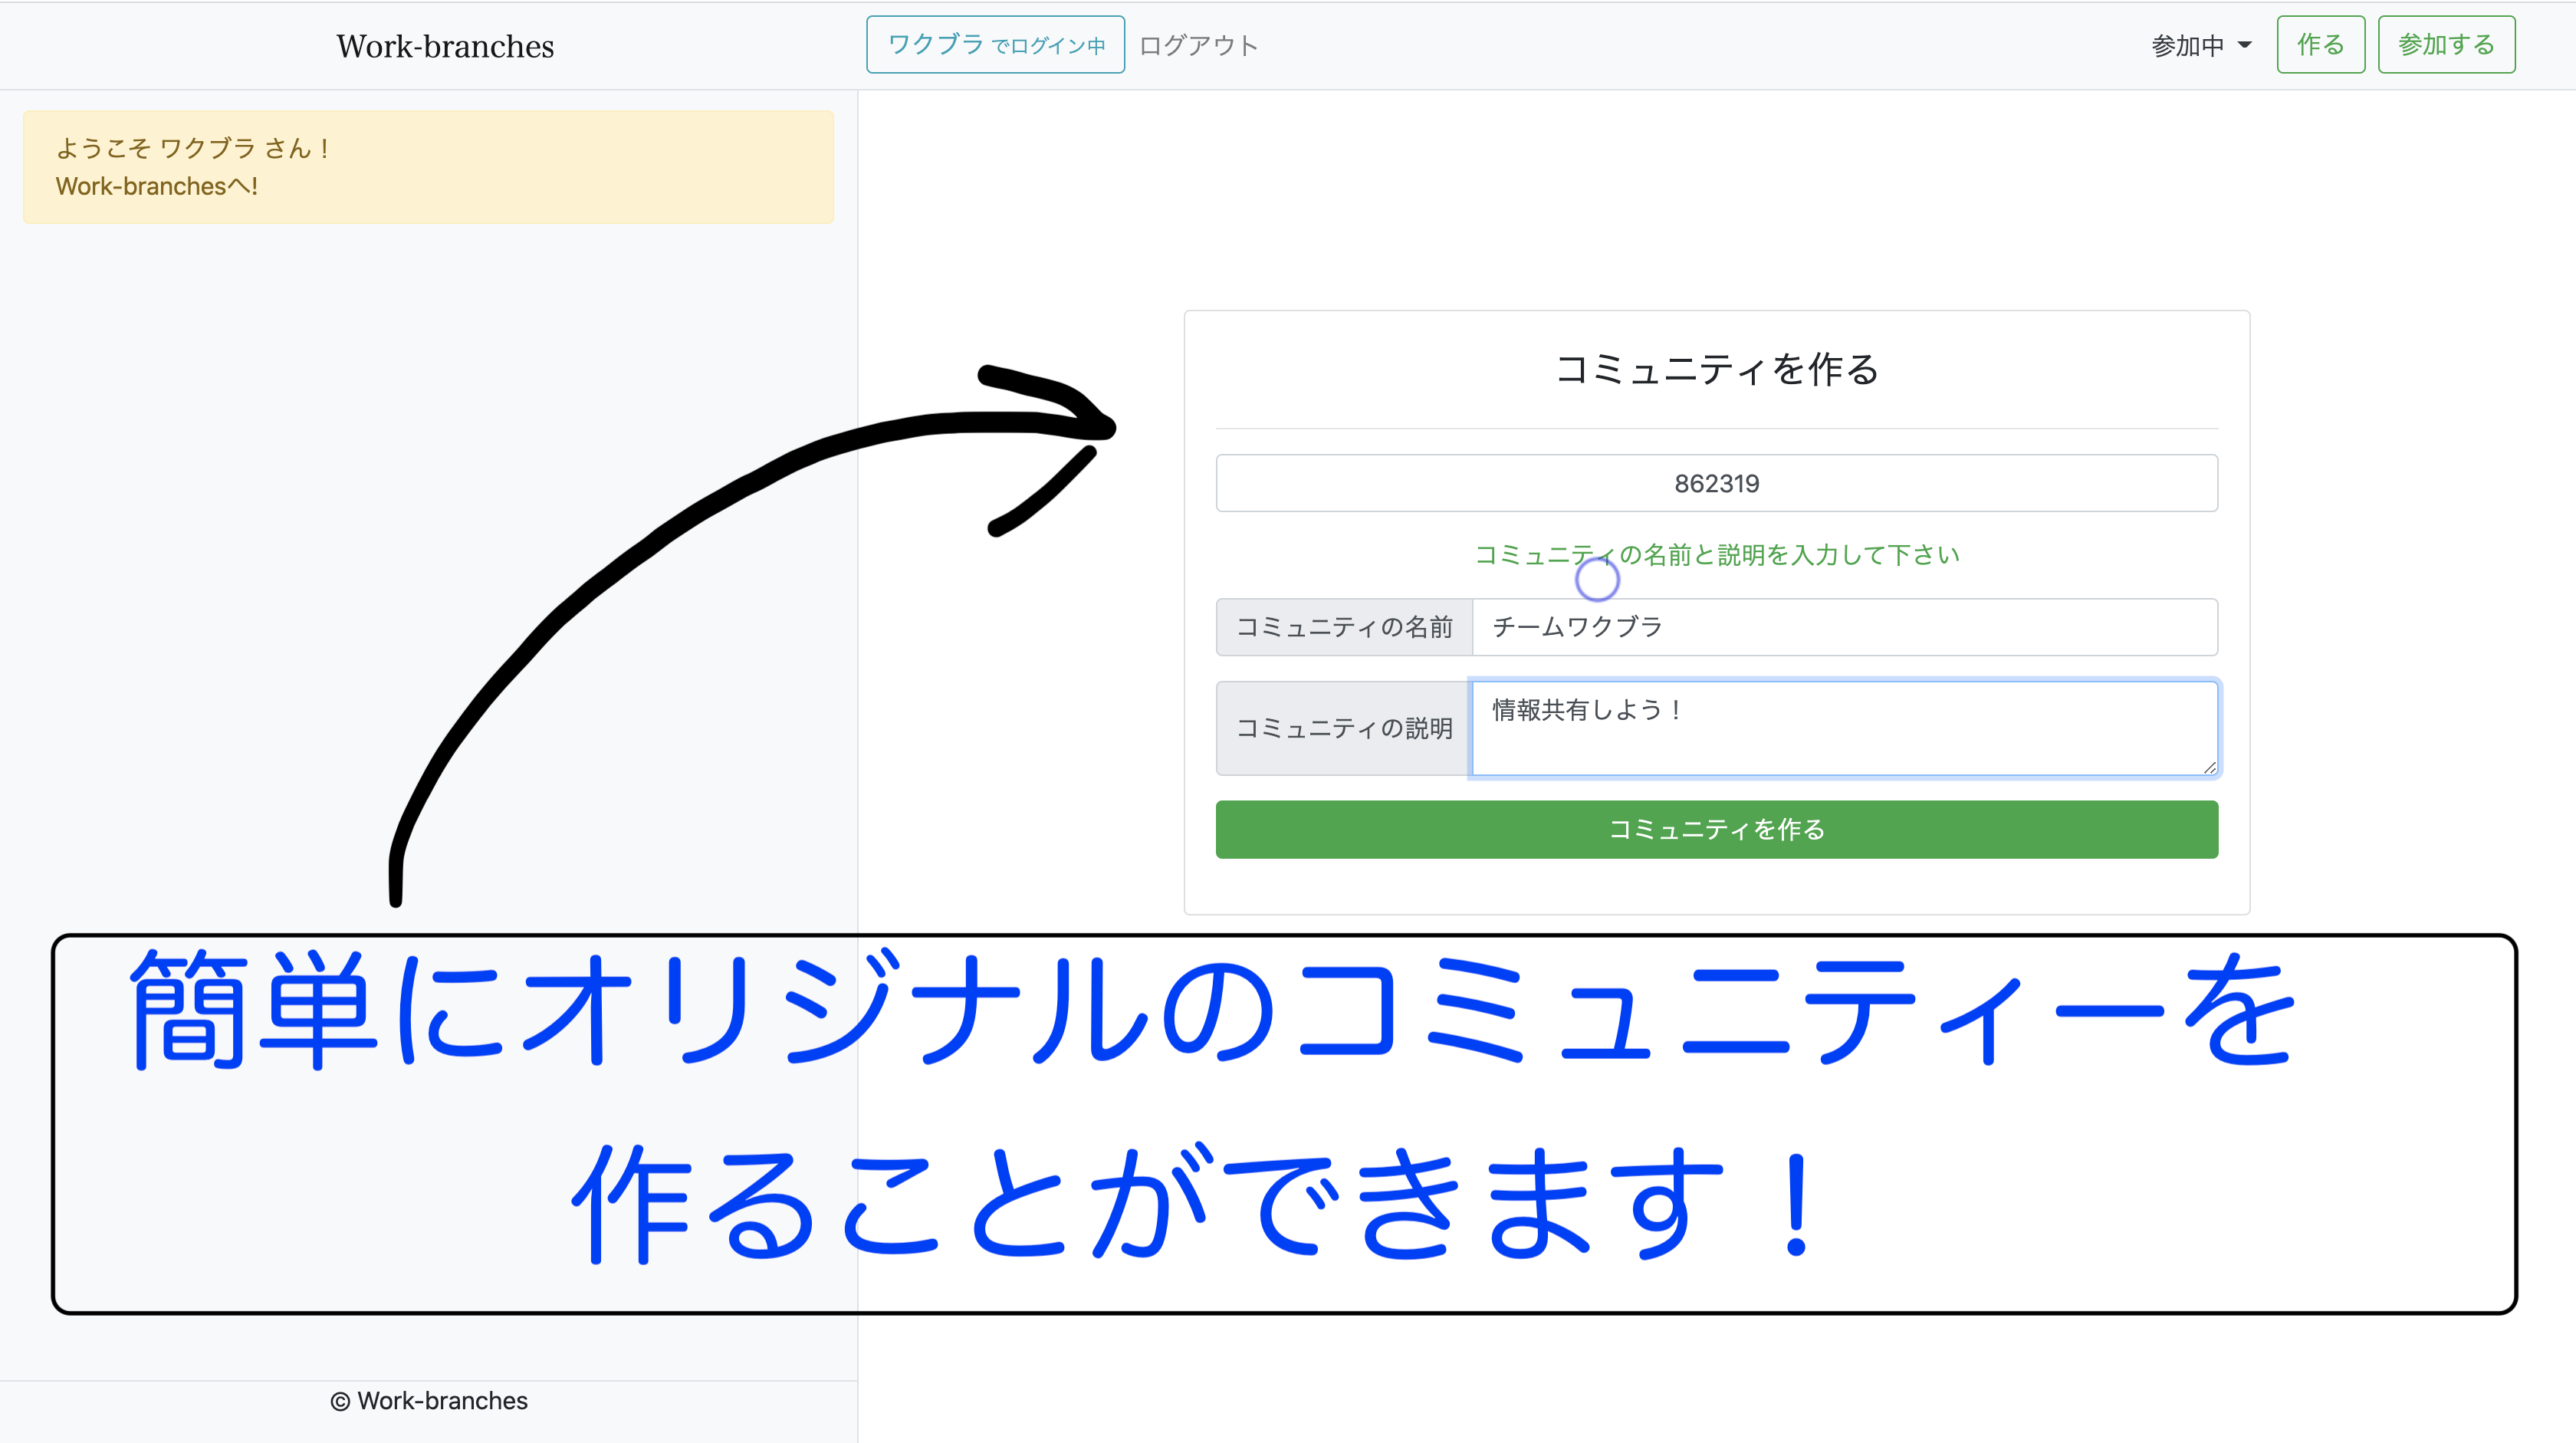 Work-branches
ワクブラ でログイン中 ログアウト
参加中 作る 参加する
ようこそ ワクブラ さん！
Work-branchesへ!
コミュニティを作る
862319
コミュニティの名前と説明を入力して下さい
コミュニティの名前 チームワクブラ
コミュニティの説明 情報共有しよう！
コミュニティを作る
簡単にオリジナルのコミュニティーを
作ることができます！
© Work-branches